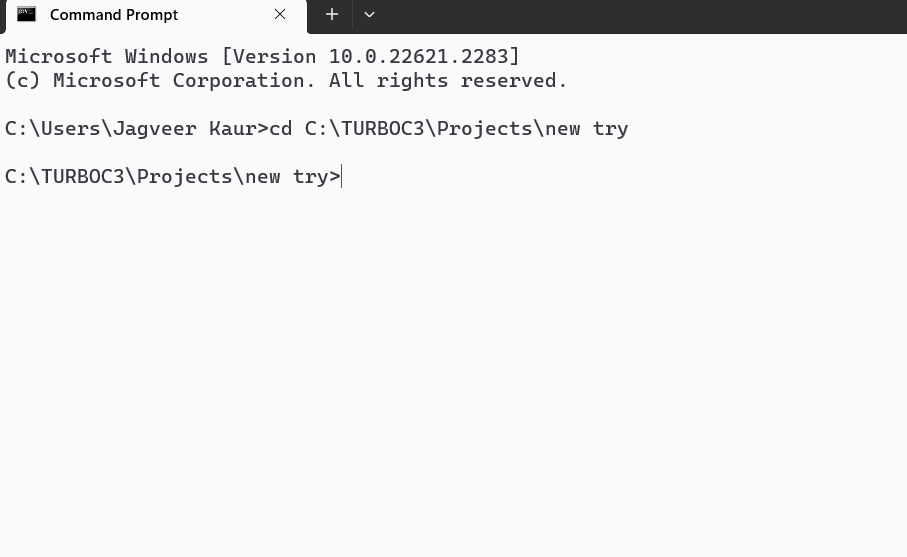 Command Prompt
Microsoft Windows [Version 10.0.22621.2283]
(c) Microsoft Corporation. All rights reserved.
C:\Users\Jagveer Kaur>cd C:\TURBOC3\Projects\new try
C:\TURBOC3\Projects\new try>